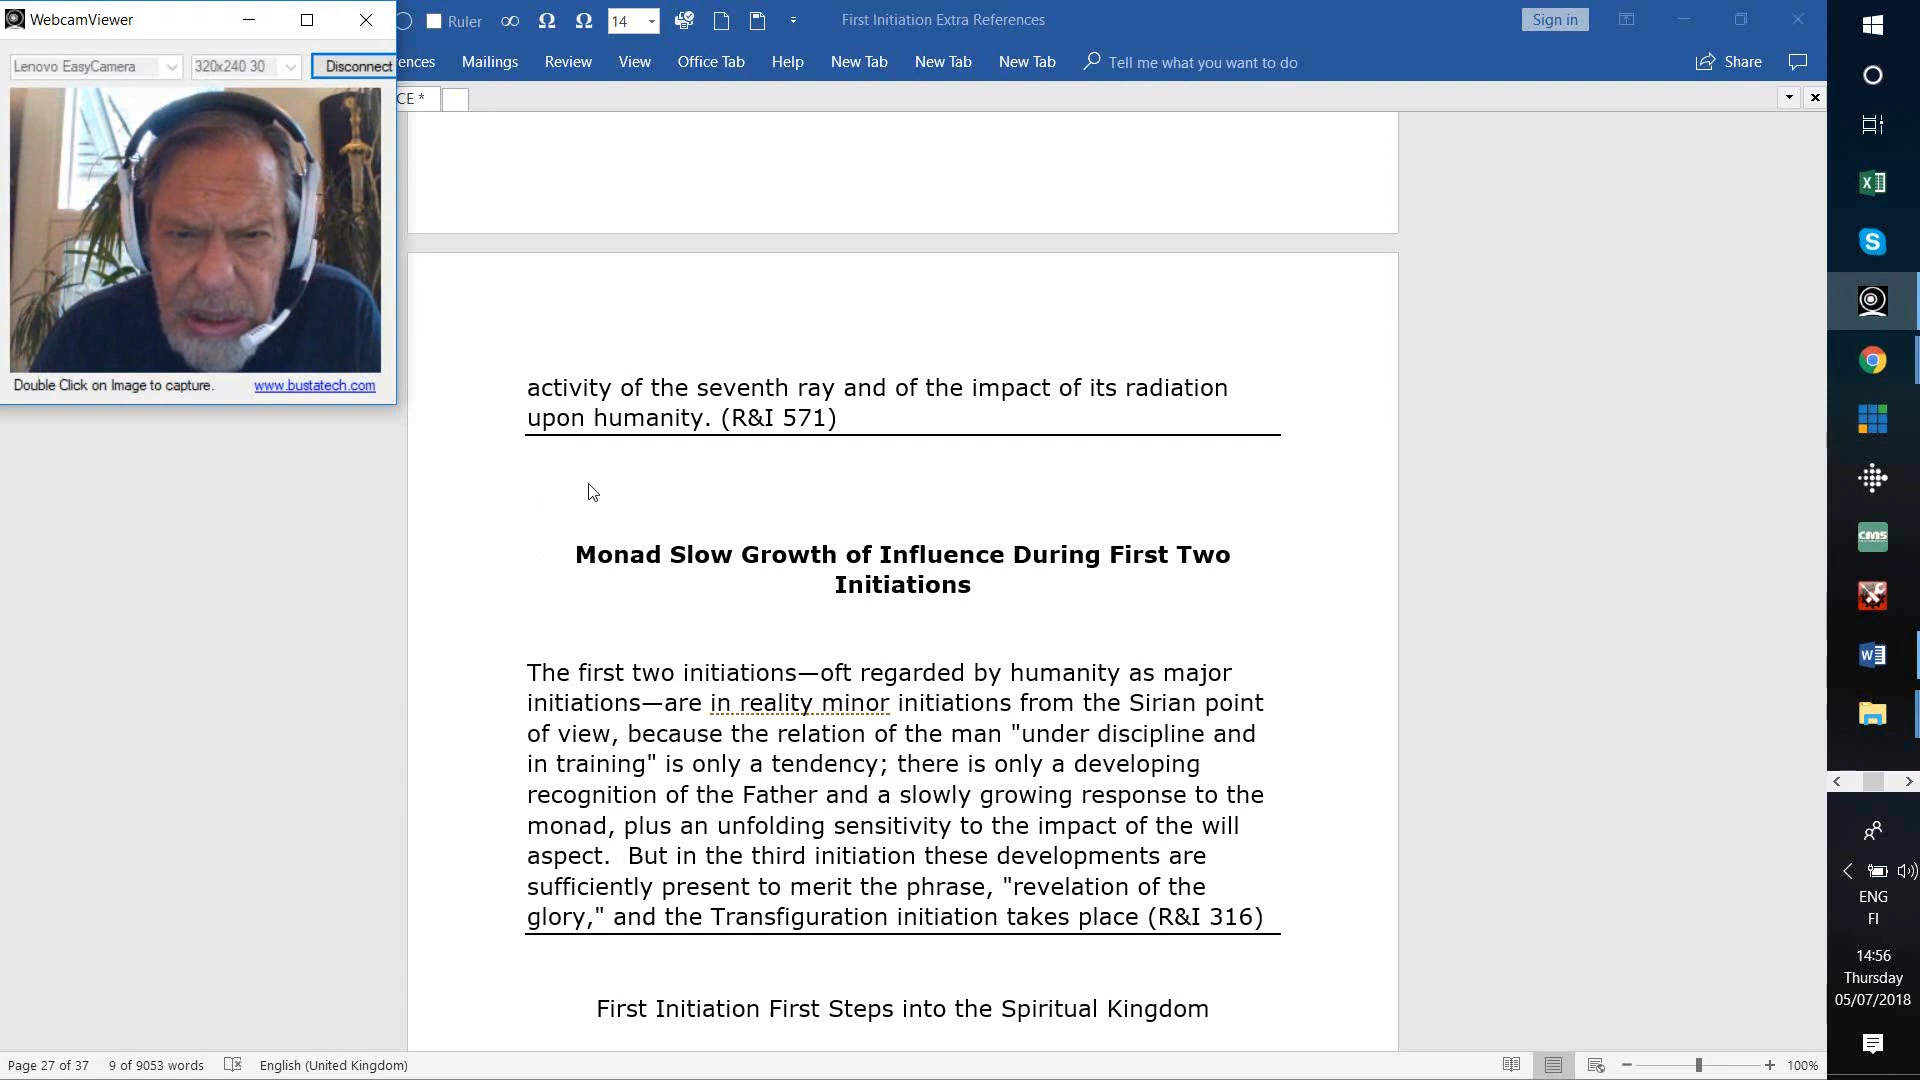 WebcamViewer
Lenovo EasyCamera
320x240 30
Disconnect
Double Click on Image to capture.
www.bustatech.com
Ruler
14
First Initiation Extra References
Sign in
ences
Mailings
Review
View
Office Tab
Help
New Tab
New Tab
New Tab
Tell me what you want to do
Share
CE *
activity of the seventh ray and of the impact of its radiation
upon humanity. (R&I 571)
Monad Slow Growth of Influence During First Two
Initiations
The first two initiations—oft regarded by humanity as major
initiations—are in reality minor initiations from the Sirian point
of view, because the relation of the man "under discipline and
in training" is only a tendency; there is only a developing
recognition of the Father and a slowly growing response to the
monad, plus an unfolding sensitivity to the impact of the will
aspect.  But in the third initiation these developments are
sufficiently present to merit the phrase, "revelation of the
glory," and the Transfiguration initiation takes place (R&I 316)
First Initiation First Steps into the Spiritual Kingdom
Page 27 of 37
9 of 9053 words
English (United Kingdom)
100%
cms
ENG
FI
14:56
Thursday
05/07/2018